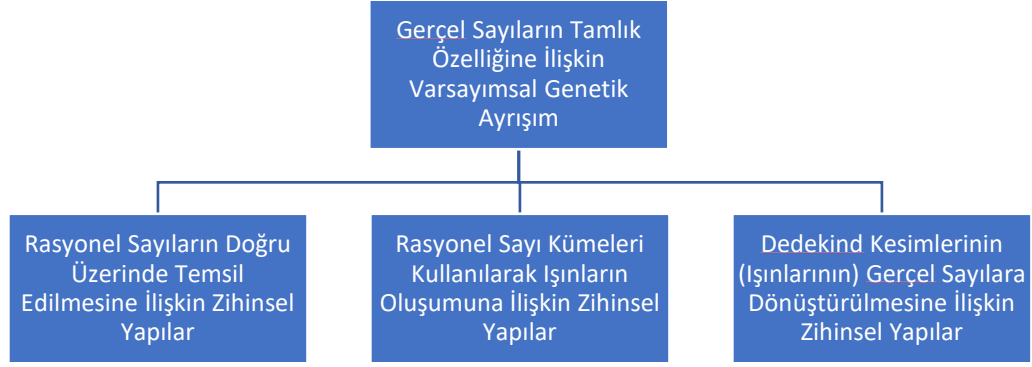 Gerçel Sayıların Tamlık
Özelliğine İlişkin
Varsayımsal Genetik
Ayrışım
Rasyonel Sayıların Doğru
Üzerinde Temsil
Edilmesine İlişkin Zihinsel
Yapılar
Rasyonel Sayı Kümeleri
Kullanılarak Işınların
Oluşumuna İlişkin Zihinsel
Yapılar
Dedekind Kesimlerinin
(Işınlarının) Gerçel Sayılara
Dönüştürülmesine İlişkin
Zihinsel Yapılar